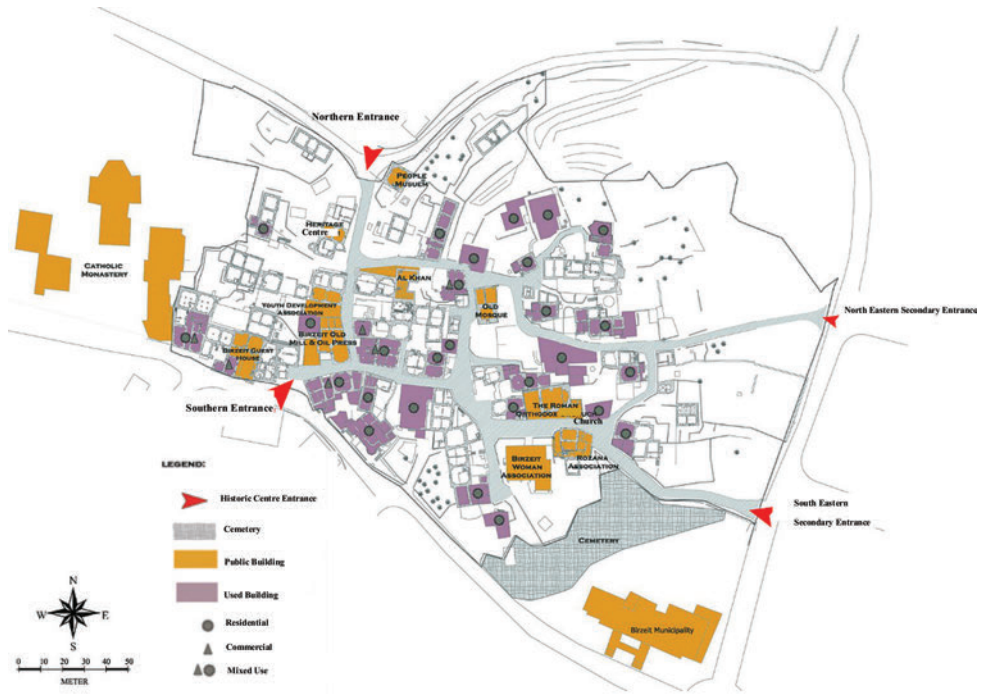 Northern Entrance
PEOPLE
MUSUEM
HERITAGE
Centre
CATHOLIC
MONASTERY
AL KHAN
OLD
MOSQUE
YOUTH DEVELOPMENT
ASSOCIATION
BIRZEIT OLD
MILL & OIL PRESS
BIRZEIT GUEST
HOUSE
North Eastern Secondary Entrance
Southern Entrance
THE ROMAN
ORTHODOX
Church
BIRZEIT
WOMAN
ASSOCIATION
ROZANA
ASSOCIATION
South Eastern
Secondary Entrance
CEMETERY
Birzeit Municipality
LEGEND:
Historic Centre Entrance
Cemetery
Public Building
Used Building
Residential
Commercial
Mixed Use
N
W E
S
0 10 20 30 40 50
METER